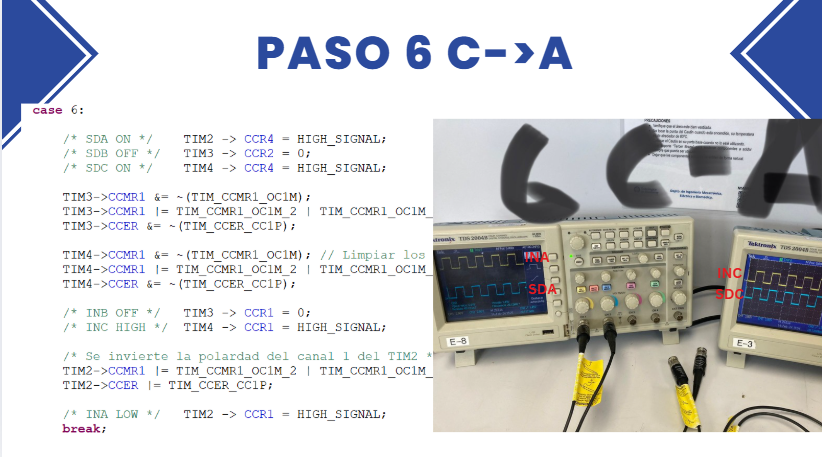 PASO 6 C->A
case 6:
/* SDA ON */ TIM2 -> CCR4 = HIGH_SIGNAL;
/* SDB OFF */ TIM3 -> CCR2 = 0;
/* SDC ON */ TIM4 -> CCR4 = HIGH_SIGNAL;
TIM3->CCMR1 &= ~(TIM_CCMR1_OC1M);
TIM3->CCMR1 |= TIM_CCMR1_OC1M_2 | TIM_CCMR1_OC1M_
TIM3->CCER &= ~(TIM_CCER_CC1P);
TIM4->CCMR1 &= ~(TIM_CCMR1_OC1M); // Limpiar los
TIM4->CCMR1 |= TIM_CCMR1_OC1M_2 | TIM_CCMR1_OC1M_
TIM4->CCER &= ~(TIM_CCER_CC1P);
/* INB OFF */ TIM3 -> CCR1 = 0;
/* INC HIGH */ TIM4 -> CCR1 = HIGH_SIGNAL;
/* Se invierte la polardad del canal 1 del TIM2 *
TIM2->CCMR1 |= TIM_CCMR1_OC1M_2 | TIM_CCMR1_OC1M_
TIM2->CCER |= TIM_CCER_CC1P;
/* INA LOW */ TIM2 -> CCR1 = HIGH_SIGNAL;
break;
PRECAUCIONES
6 C-A
Tektronix TDS 2004B
INA
SDA
E-8
Tektronix TDS 2004B
INC
SDC
E-3